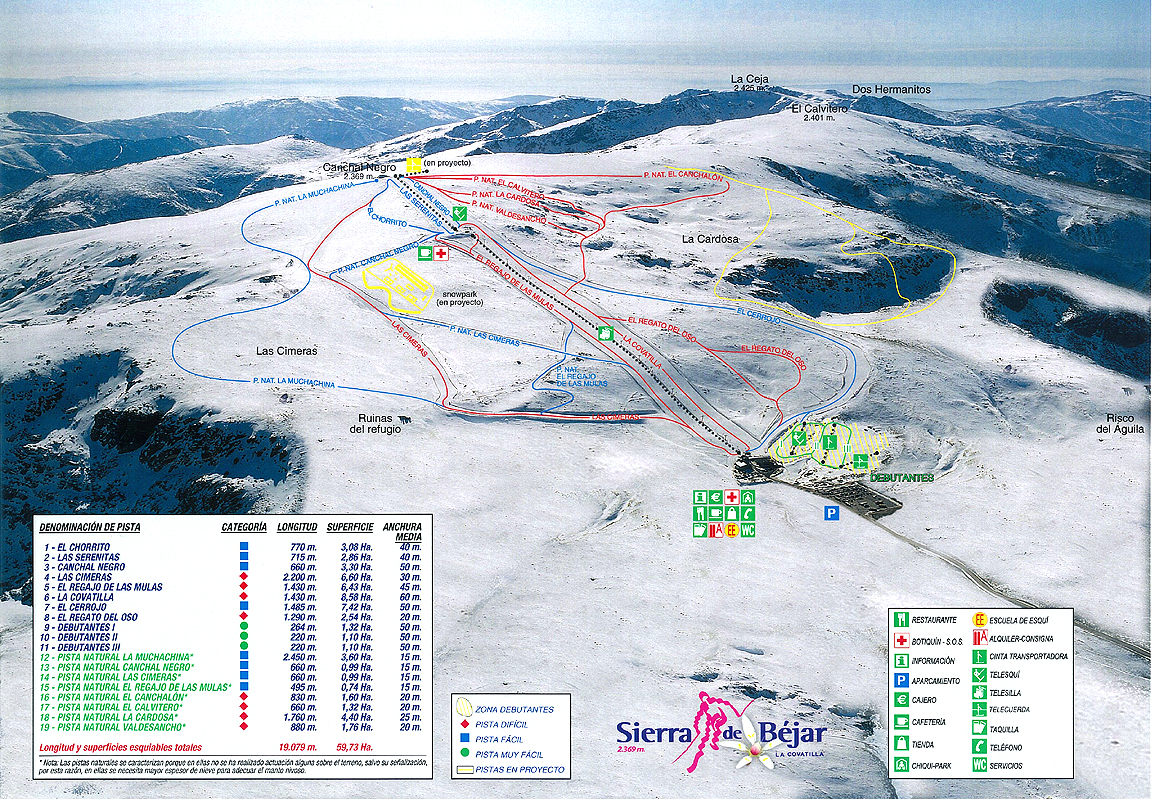 La Ceja
2.425 m.
Dos Hermanitos
El Calvitero
2.401 m.
Canchal Negro
2.369 m.
(en proyecto)
P. NAT. LA MUCHACHINA
P. NAT. EL CANCHALÓN
P. NAT. EL CALVITERO
P. NAT. LA CARDOSA
P. NAT. VALDESANCHO
CANCHAL NEGRO
LAS SERENITAS
EL CHORRITO
P. NAT. CANCHAL NEGRO
La Cardosa
EL REGAJO DE LAS MULAS
snowpark
(en proyecto)
EL CERROJO
EL REGATO DEL OSO
LA COVATILLA
LAS CIMERAS
P. NAT. LAS CIMERAS
EL REGATO DEL OSO
Las Cimeras
P. NAT.
EL REGAJO
DE LAS MULAS
P. NAT. LA MUCHACHINA
Ruinas
del refugio
LAS CIMERAS
Risco
del Aguila
DEBUTANTES
P
EE WC
DENOMINACIÓN DE PISTA CATEGORÍA LONGITUD SUPERFICIE ANCHURA
MEDIA
1 - EL CHORRITO 770 m. 3,08 Ha. 40 m.
2 - LAS SERENITAS 715 m. 2,86 Ha. 40 m.
3 - CANCHAL NEGRO 660 m. 3,30 Ha. 50 m.
4 - LAS CIMERAS 2.200 m. 6,60 Ha. 30 m.
5 - EL REGAJO DE LAS MULAS 1.430 m. 6,43 Ha. 45 m.
6 - LA COVATILLA 1.430 m. 8,58 Ha. 60 m.
7 - EL CERROJO 1.485 m. 7,42 Ha. 50 m.
8 - EL REGATO DEL OSO 1.290 m. 2,54 Ha. 20 m.
9 - DEBUTANTES I 264 m. 1,32 Ha. 50 m.
10 - DEBUTANTES II 220 m. 1,10 Ha. 50 m.
11 - DEBUTANTES III 220 m. 1,10 Ha. 50 m.
12 - PISTA NATURAL LA MUCHACHINA* 2.450 m. 3,60 Ha. 15 m.
13 - PISTA NATURAL CANCHAL NEGRO* 660 m. 0,99 Ha. 15 m.
14 - PISTA NATURAL LAS CIMERAS* 660 m. 0,99 Ha. 15 m.
15 - PISTA NATURAL EL REGAJO DE LAS MULAS* 495 m. 0,74 Ha. 15 m.
16 - PISTA NATURAL EL CANCHALÓN* 830 m. 1,60 Ha. 20 m.
17 - PISTA NATURAL EL CALVITERO* 660 m. 1,32 Ha. 20 m.
18 - PISTA NATURAL LA CARDOSA* 1.760 m. 4,40 Ha. 25 m.
19 - PISTA NATURAL VALDESANCHO* 880 m. 1,76 Ha. 20 m.
Longitud y superficies esquiables totales 19.079 m. 59,73 Ha.
* Nota: Las pistas naturales se caracterizan porque en ellas no se ha realizado actuación alguna sobre el terreno, salvo su señalización,
por esta razón, en ellas se necesita mayor espesor de nieve para adecuar el manto nivoso.
ZONA DEBUTANTES
PISTA DIFÍCIL
PISTA FÁCIL
PISTA MUY FÁCIL
PISTAS EN PROYECTO
Sierra de Béjar
2.369 m.
LA COVATILLA
RESTAURANTE
BOTIQUÍN - S.O.S.
INFORMACIÓN
P APARCAMIENTO
CAJERO
CAFETERÍA
TIENDA
CHIQUI-PARK
EE ESCUELA DE ESQUÍ
ALQUILER-CONSIGNA
CINTA TRANSPORTADORA
TELESQUÍ
TELESILLA
TELECUERDA
TAQUILLA
TELÉFONO
WC SERVICIOS